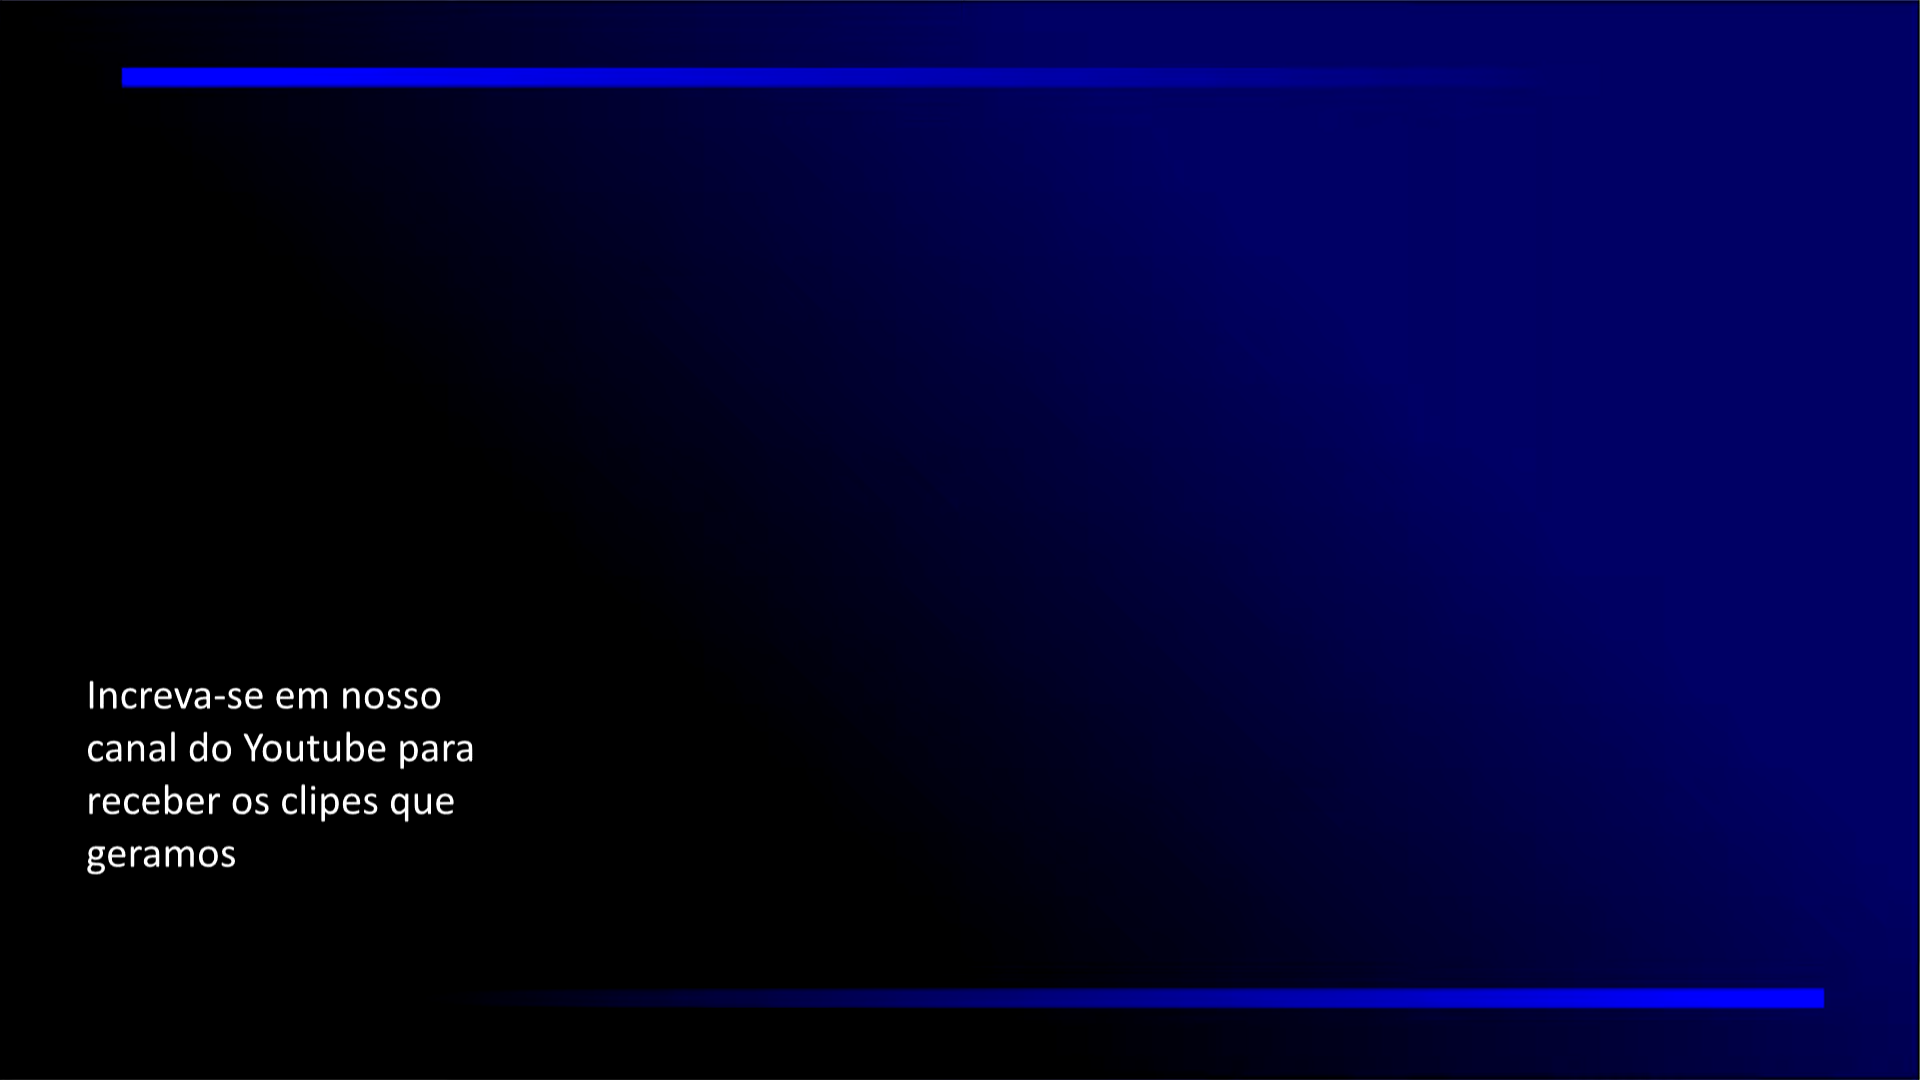 Increva-se em nosso
canal do Youtube para
receber os clipes que
geramos